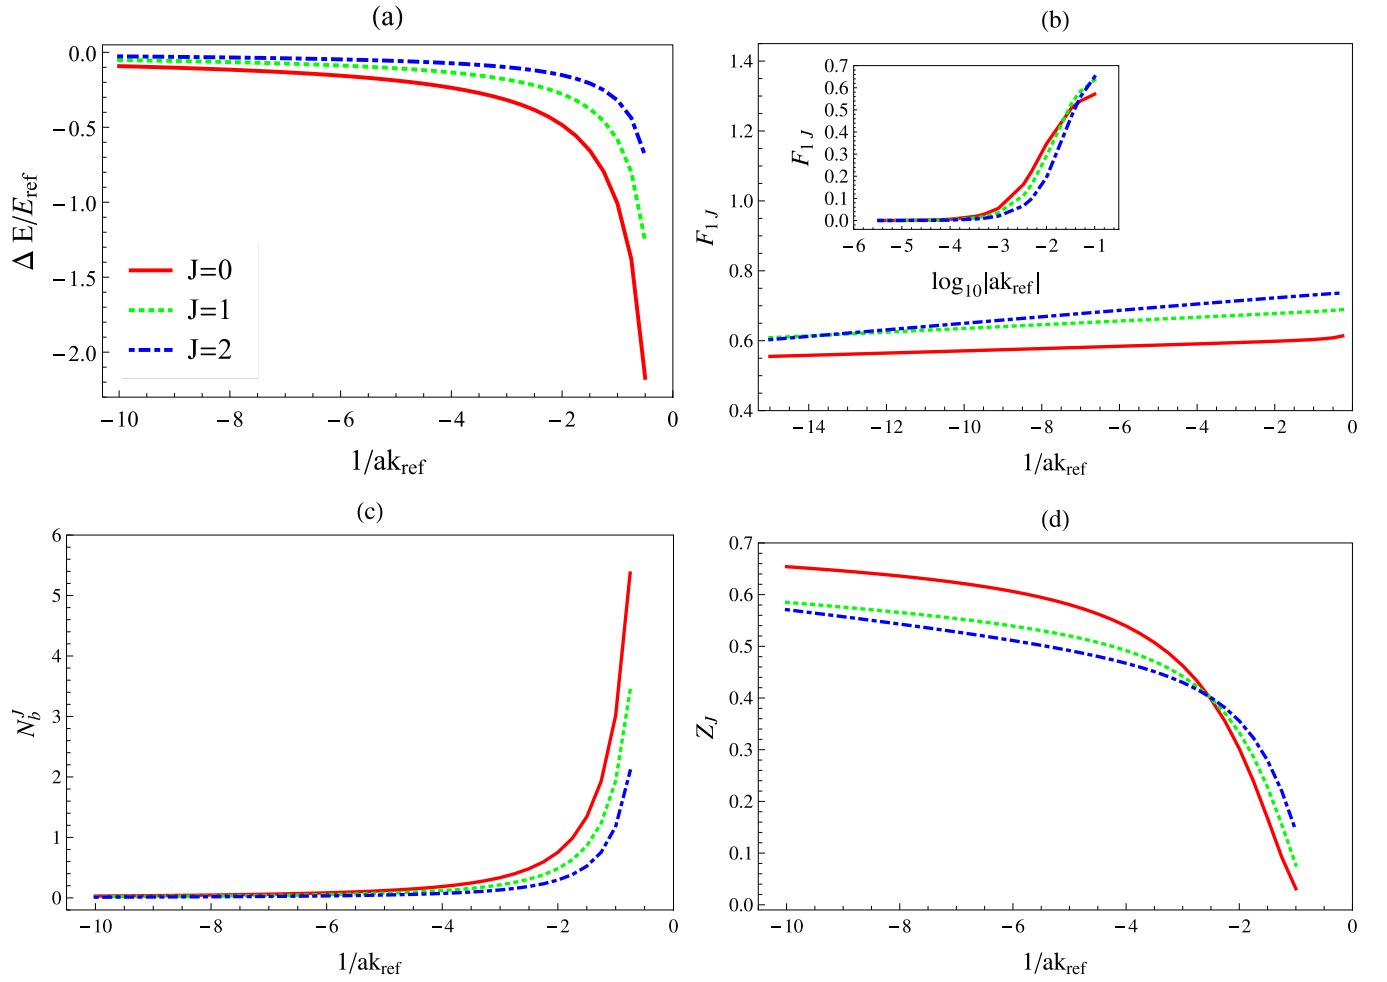 (a)
0.0
−0.5
−1.0
−1.5
−2.0
Δ E/E_ref
J=0
J=1
J=2
−10 −8 −6 −4 −2 0
1/ak_ref
(b)
1.4
1.2
1.0
0.8
0.6
0.4
F_1 J
0.7
0.6
0.5
0.4
0.3
0.2
0.1
0.0
F_1 J
−6 −5 −4 −3 −2 −1
log_10|ak_ref|
−14 −12 −10 −8 −6 −4 −2 0
1/ak_ref
(c)
6
5
4
3
2
1
0
N_b^J
−10 −8 −6 −4 −2 0
1/ak_ref
(d)
0.7
0.6
0.5
0.4
0.3
0.2
0.1
0.0
Z_J
−10 −8 −6 −4 −2 0
1/ak_ref